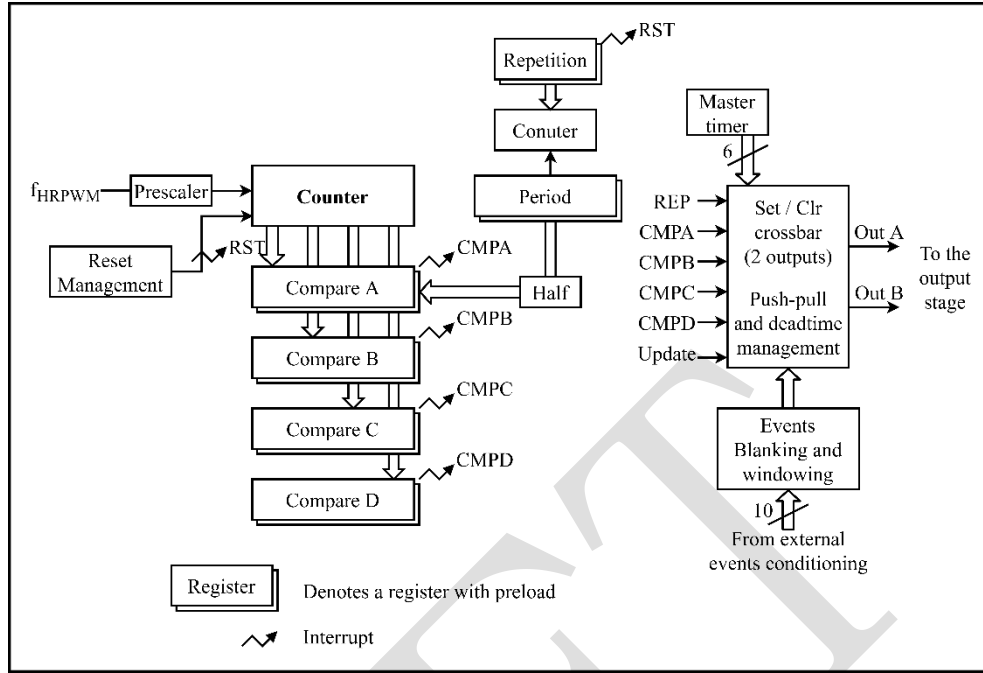 RST
Repetition
Conuter
Period
Half
f_HRPWM
Prescaler
Counter
Reset
Management
RST
Compare A
CMPA
Compare B
CMPB
Compare C
CMPC
Compare D
CMPD
Master
timer
6
REP
CMPA
CMPB
CMPC
CMPD
Update
Set / Clr
crossbar
(2 outputs)
Push-pull
and deadtime
management
Out A
Out B
To the
output
stage
Events
Blanking and
windowing
10
From external
events conditioning
Register
Denotes a register with preload
Interrupt